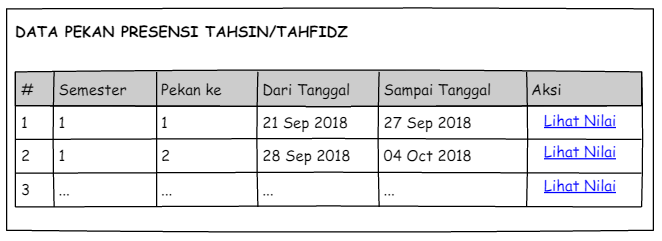 DATA PEKAN PRESENSI TAHSIN/TAHFIDZ
# Semester Pekan ke Dari Tanggal Sampai Tanggal Aksi
1 1 1 21 Sep 2018 27 Sep 2018 Lihat Nilai
2 1 2 28 Sep 2018 04 Oct 2018 Lihat Nilai
3 ... ... ... ... Lihat Nilai